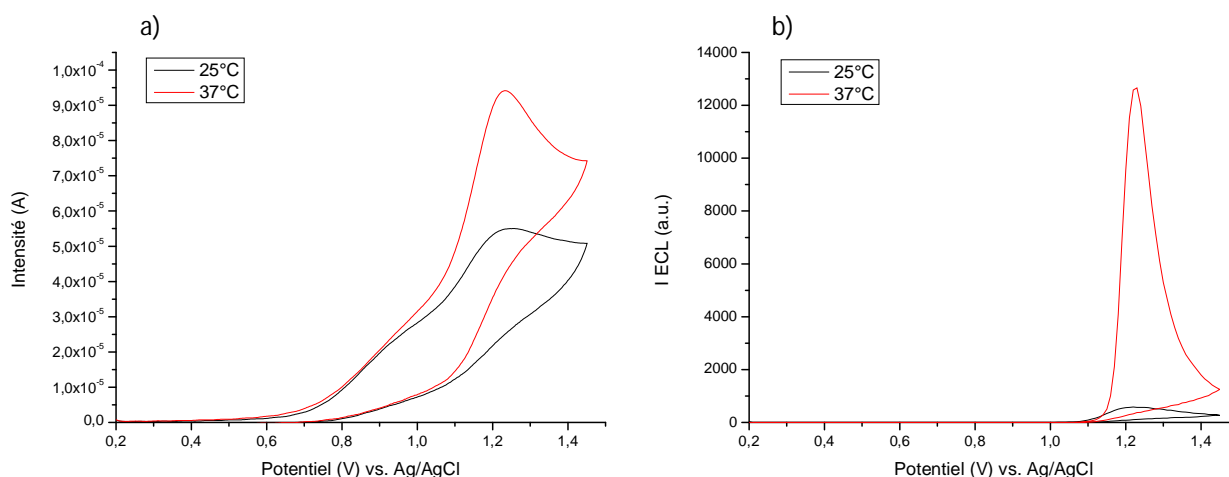 a)
25°C
37°C
1,0x10-4
9,0x10-5
8,0x10-5
7,0x10-5
6,0x10-5
5,0x10-5
4,0x10-5
3,0x10-5
2,0x10-5
1,0x10-5
0,0
Intensité (A)
0,2 0,4 0,6 0,8 1,0 1,2 1,4
Potentiel (V) vs. Ag/AgCl
b)
25°C
37°C
14000
12000
10000
8000
6000
4000
2000
0
I ECL (a.u.)
0,2 0,4 0,6 0,8 1,0 1,2 1,4
Potentiel (V) vs. Ag/AgCl